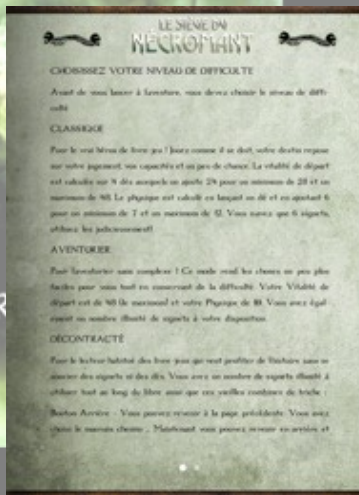 LE SIÈGE DU
NÉCROMANT
CHOISISSEZ VOTRE NIVEAU DE DIFFICULTÉ
Avant de vous lancer à l'aventure, vous devez choisir le niveau de diffi-
culté
CLASSIQUE
Pour le vrai héros de livre-jeu ! Jouez comme il se doit, votre destin repose
sur votre jugement, vos capacités et un peu de chance. La vitalité de départ
est calculée sur 4 dés auxquels on ajoute 24 pour un minimum de 28 et un
maximum de 48. Le physique est calculé en lançant un dé et en ajoutant 6
pour un minimum de 7 et un maximum de 12. Vous n'avez que 6 signets,
utilisez les judicieusement!
AVENTURIER
Pour l'aventurier sans complexe ! Ce mode rend les choses un peu plus
faciles pour vous tout en conservant de la difficulté. Votre Vitalité de
départ est de 48 (le maximum) et votre Physique de 10. Vous avez égal-
ement un nombre illimité de signets à votre disposition.
DÉCONTRACTÉ
Pour le lecteur habitué des livre-jeux qui veut profiter de l'histoire sans se
soucier des signets ni des dés. Vous avez un nombre de signets illimité à
utiliser tout au long du libre ainsi que ces vieilles combines de triche :
Bouton Arrière - Vous pouvez revenir à la page précédente. Vous avez
choisi le mauvais chemin... Maintenant vous pouvez revenir en arrière et